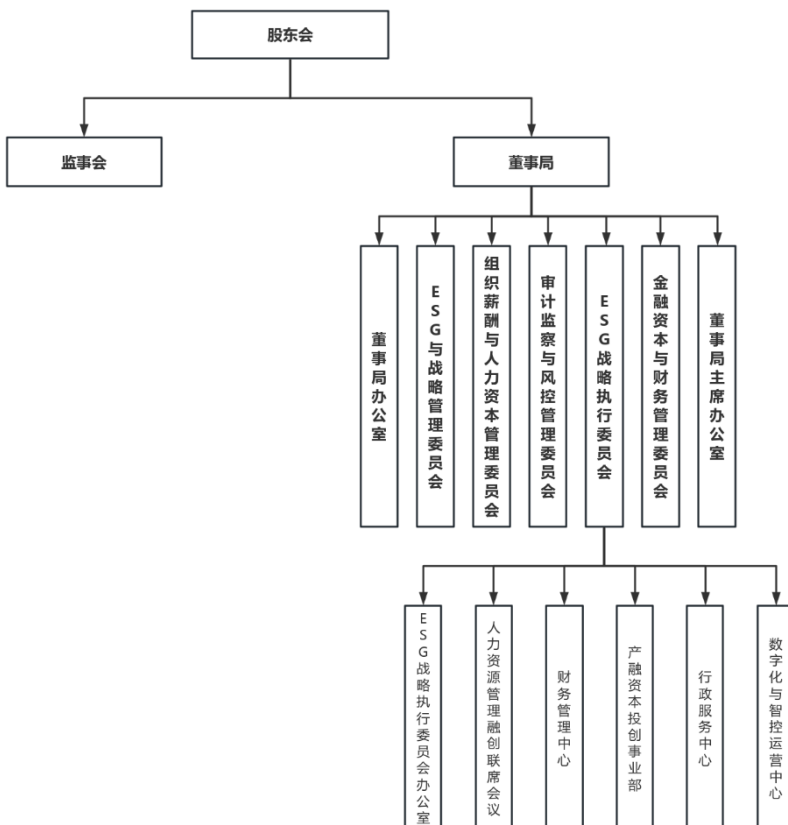 股东会
监事会
董事局
董事局办公室
ESG与战略管理委员会
组织薪酬与人力资本管理委员会
审计监察与风控管理委员会
ESG战略执行委员会
金融资本与财务管理委员会
董事局主席办公室
ESG战略执行委员会办公室
人力资源管理融创联席会议
财务管理中心
产融资本投创事业部
行政服务中心
数字化与智控运营中心